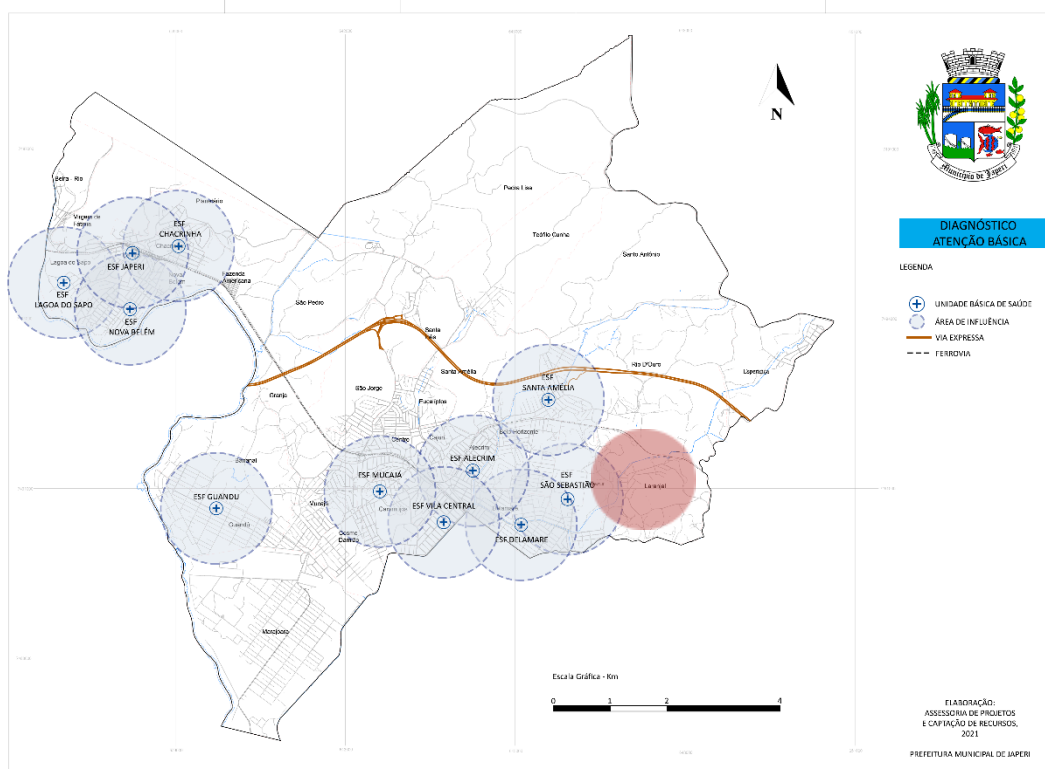 Beira - Rio
Pedra Lisa
ESF
CHACRINHA
Teófilo Cunha
Santo Antônio
Lagoa do Sapo
ESF JAPERI
Fazenda
Americana
ESF
LAGOA DO SAPO
ESF
NOVA BELÉM
São Pedro
Santa
Santa Amélia
Rio D'Ouro
São Jorge
ESF
SANTA AMÉLIA
Granja
Eucaliptos
Centro
Alecrim
ESF ALECRIM
ESF MUCAJÁ
ESF
SÃO SEBASTIÃO
Laranjal
ESF GUANDU
Guandu
ESF VILA CENTRAL
ESF DELAMARE
Marajoara
N
Município de Japeri
DIAGNÓSTICO
ATENÇÃO BÁSICA
LEGENDA
UNIDADE BÁSICA DE SAÚDE
ÁREA DE INFLUÊNCIA
VIA EXPRESSA
FERROVIA
Escala Gráfica - Km
0 1 2 4
ELABORAÇÃO:
ASSESSORIA DE PROJETOS
E CAPTAÇÃO DE RECURSOS,
2021
PREFEITURA MUNICIPAL DE JAPERI